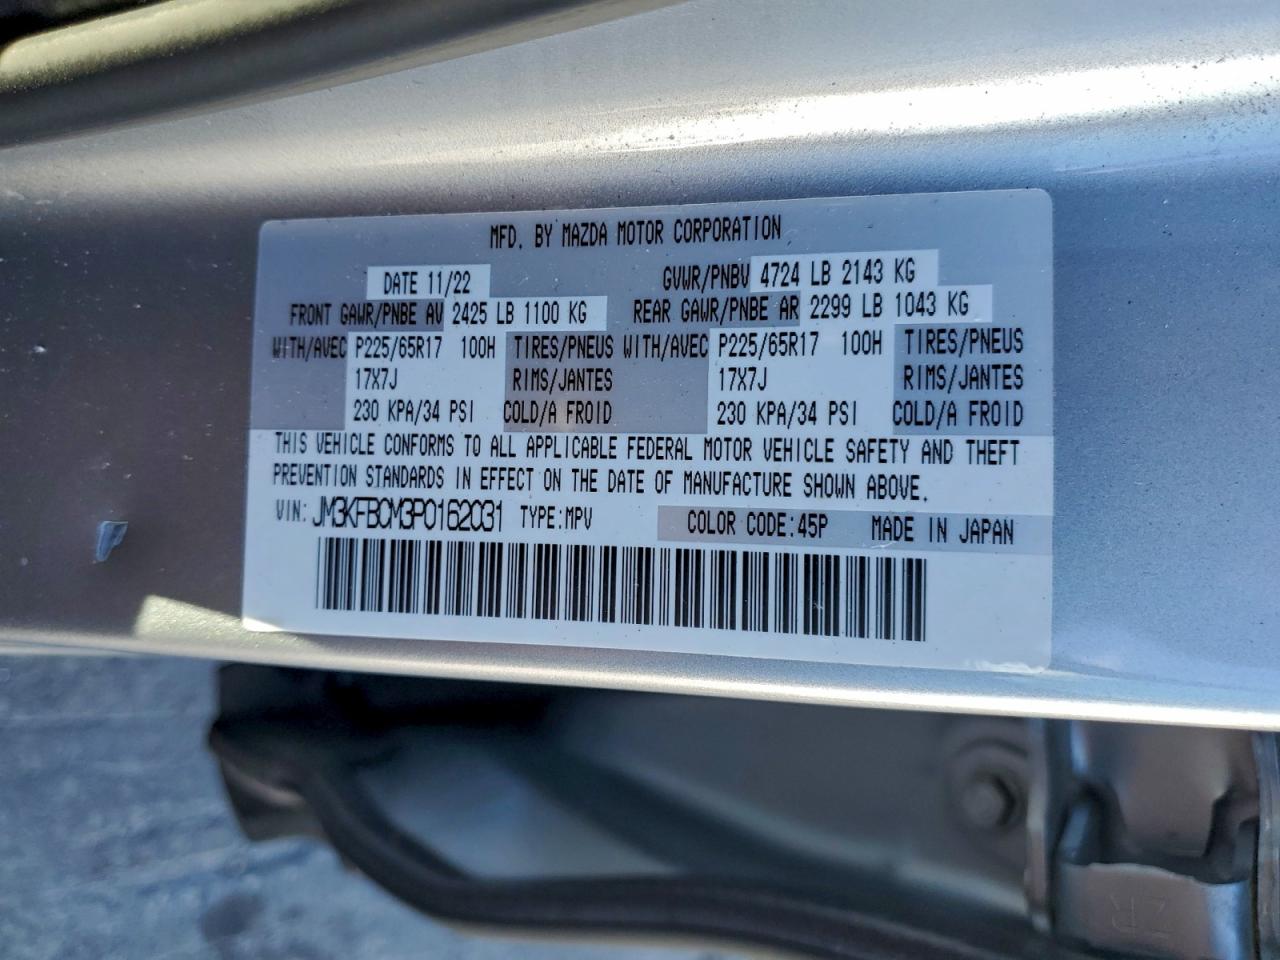 MFD. BY MAZDA MOTOR CORPORATION
DATE 11/22 GVWR/PNBV 4724 LB 2143 KG
FRONT GAWR/PNBE AV 2425 LB 1100 KG REAR GAWR/PNBE AR 2299 LB 1043 KG
WITH/AVEC P225/65R17 100H TIRES/PNEUS WITH/AVEC P225/65R17 100H TIRES/PNEUS
17X7J RIMS/JANTES 17X7J RIMS/JANTES
230 KPA/34 PSI COLD/A FROID 230 KPA/34 PSI COLD/A FROID
THIS VEHICLE CONFORMS TO ALL APPLICABLE FEDERAL MOTOR VEHICLE SAFETY AND THEFT
PREVENTION STANDARDS IN EFFECT ON THE DATE OF MANUFACTURE SHOWN ABOVE.
VIN: JM3KFBCM3P0162031 TYPE:MPV COLOR CODE:45P MADE IN JAPAN
ZR